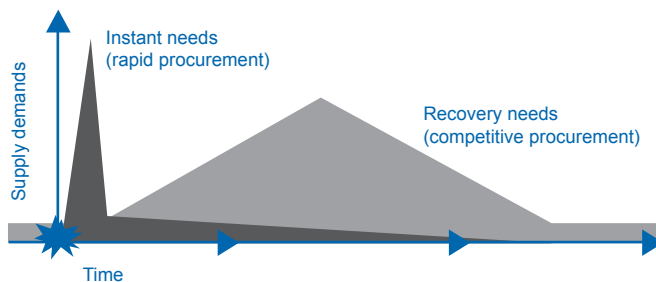 Instant needs
(rapid procurement)
Recovery needs
(competitive procurement)
Supply demands
Time